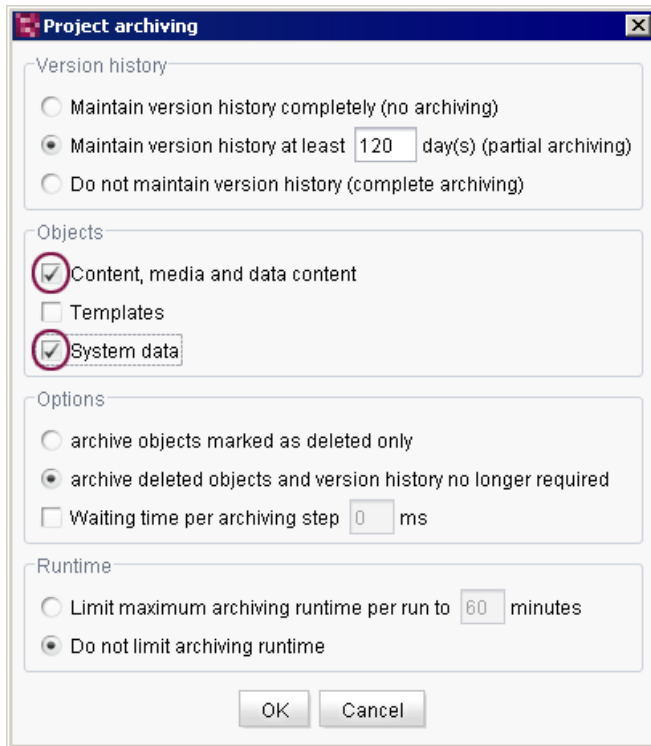 Project archiving
Version history
Maintain version history completely (no archiving)
Maintain version history at least 120 day(s) (partial archiving)
Do not maintain version history (complete archiving)
Objects
Content, media and data content
Templates
System data
Options
archive objects marked as deleted only
archive deleted objects and version history no longer required
Waiting time per archiving step 0 ms
Runtime
Limit maximum archiving runtime per run to 60 minutes
Do not limit archiving runtime
OK Cancel